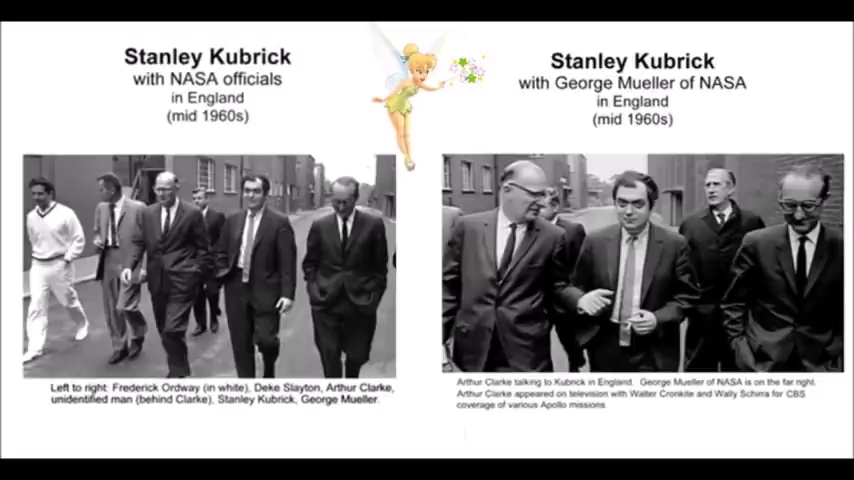 Stanley Kubrick
with NASA officials
in England
(mid 1960s)
Left to right: Frederick Ordway (in white), Deke Slayton, Arthur Clarke,
unidentified man (behind Clarke), Stanley Kubrick, George Mueller.
Stanley Kubrick
with George Mueller of NASA
in England
(mid 1960s)
Arthur Clarke talking to Kubrick in England. George Mueller of NASA is on the far right.
Arthur Clarke appeared on television with Walter Cronkite and Wally Schirra for CBS
coverage of various Apollo missions.